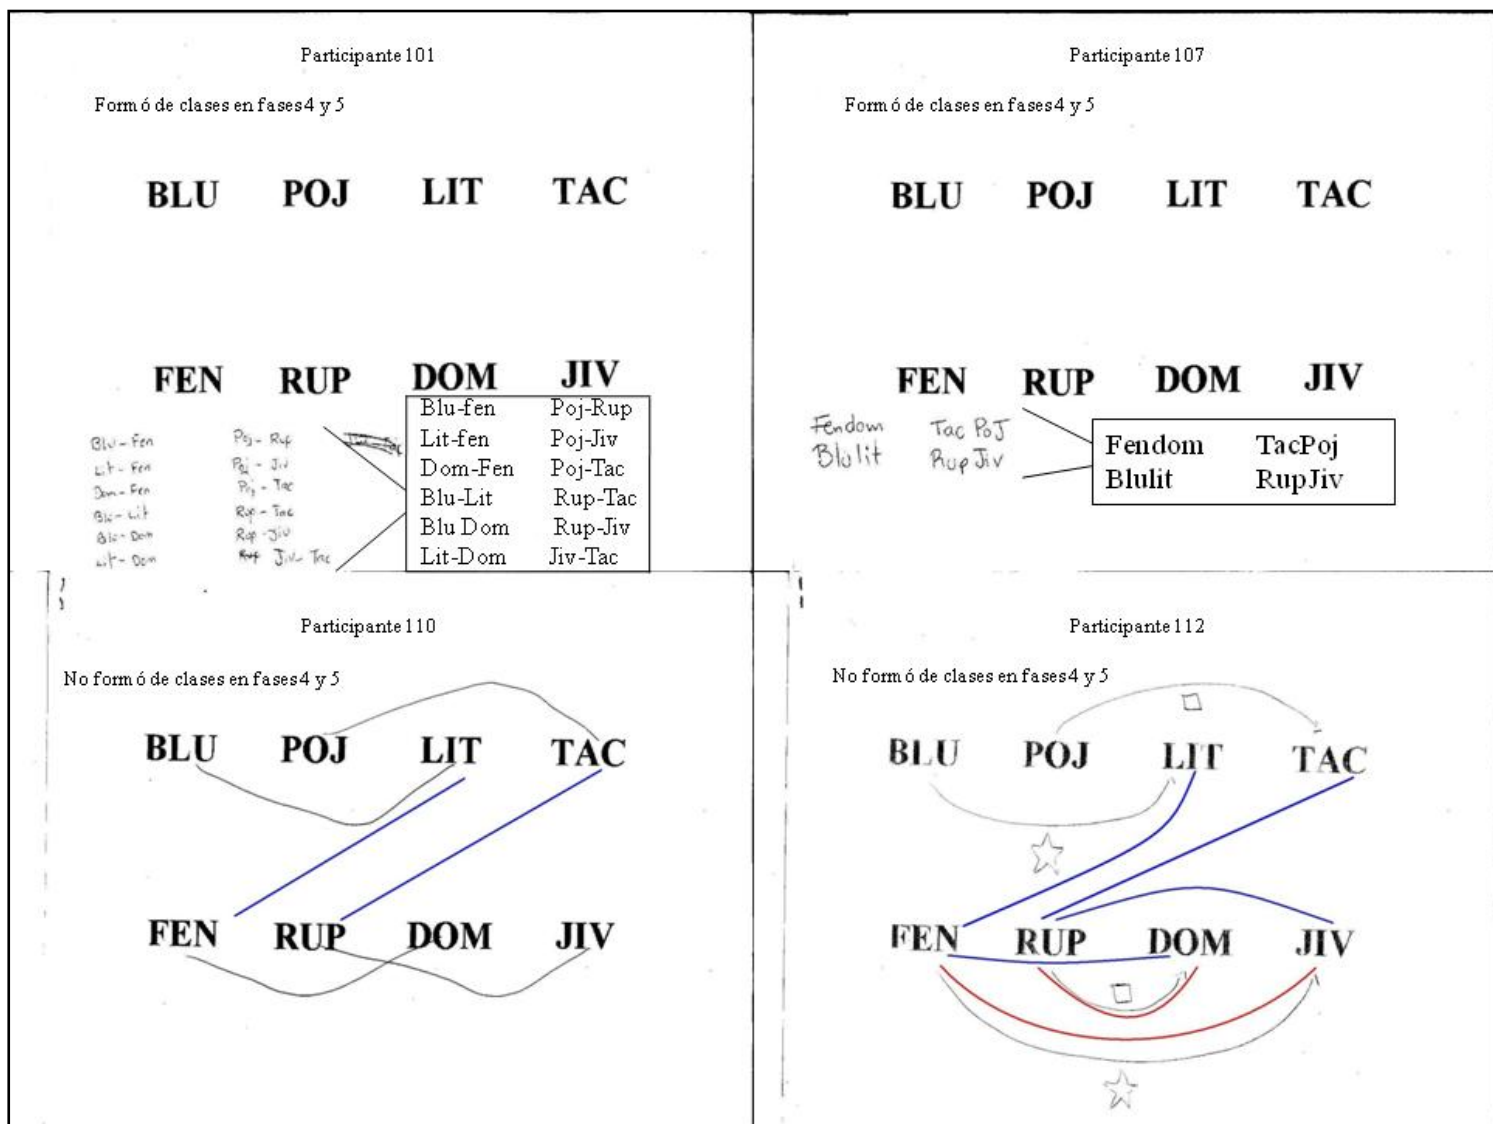 Participante 101
Formó de clases en fases 4 y 5
BLU POJ LIT TAC
FEN RUP DOM JIV
Blu-Fen Poj-Rup
Lit-Fen Poj-Jiv
Dom-Fen Poj-Tac
Blu-Lit Rup-Tac
Blu-Dom Rup-Jiv
Lit-Dom Rup Jiv-Tac
Blu-fen Poj-Rup
Lit-fen Poj-Jiv
Dom-Fen Poj-Tac
Blu-Lit Rup-Tac
Blu Dom Rup-Jiv
Lit-Dom Jiv-Tac
Participante 107
Formó de clases en fases 4 y 5
BLU POJ LIT TAC
FEN RUP DOM JIV
Fendom Tac PoJ
Blulit Rup Jiv
Fendom TacPoj
Blulit RupJiv
Participante 110
No formó de clases en fases 4 y 5
BLU POJ LIT TAC
FEN RUP DOM JIV
Participante 112
No formó de clases en fases 4 y 5
BLU POJ LIT TAC
FEN RUP DOM JIV